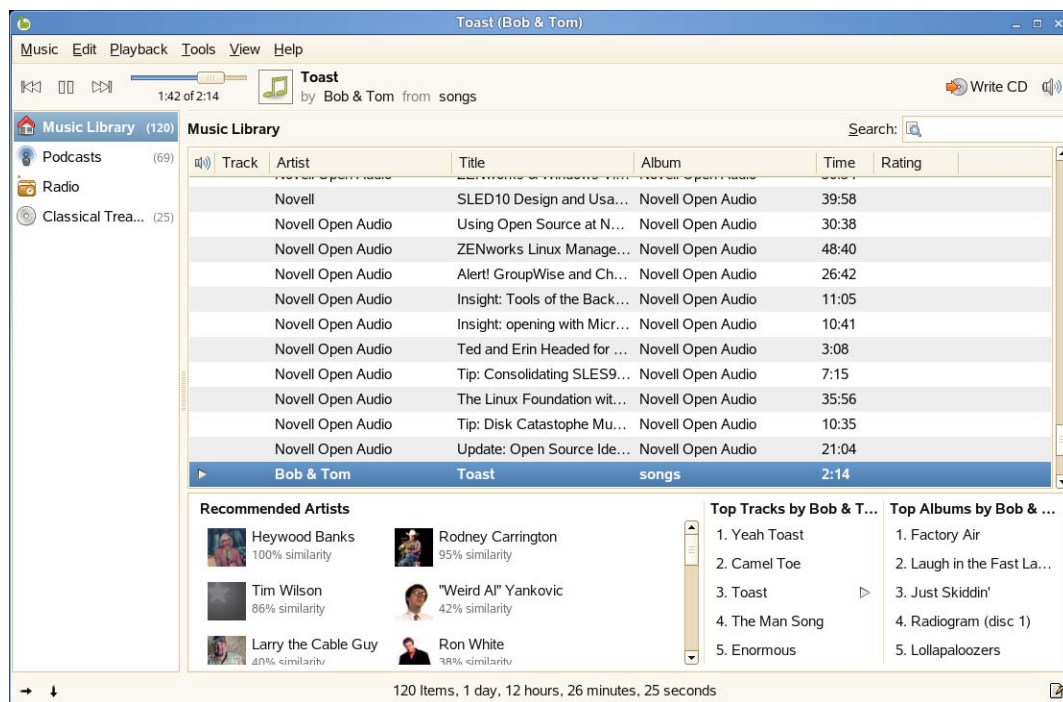 Toast (Bob & Tom)
Music Edit Playback Tools View Help
Toast
1:42 of 2:14
by Bob & Tom from songs
Write CD
Music Library (120)
Podcasts (69)
Radio
Classical Trea... (25)
Music Library
Search:
Track Artist Title Album Time Rating
Novell SLED10 Design and Usa... Novell Open Audio 39:58
Novell Open Audio Using Open Source at N... Novell Open Audio 30:38
Novell Open Audio ZENworks Linux Manage... Novell Open Audio 48:40
Novell Open Audio Alert! GroupWise and Ch... Novell Open Audio 26:42
Novell Open Audio Insight: Tools of the Back... Novell Open Audio 11:05
Novell Open Audio Insight: opening with Micr... Novell Open Audio 10:41
Novell Open Audio Ted and Erin Headed for ... Novell Open Audio 3:08
Novell Open Audio Tip: Consolidating SLES9... Novell Open Audio 7:15
Novell Open Audio The Linux Foundation wit... Novell Open Audio 35:56
Novell Open Audio Tip: Disk Catastophe Mu... Novell Open Audio 10:35
Novell Open Audio Update: Open Source Ide... Novell Open Audio 21:04
Bob & Tom Toast songs 2:14
Recommended Artists
Heywood Banks
100% similarity
Rodney Carrington
95% similarity
Tim Wilson
86% similarity
"Weird Al" Yankovic
42% similarity
Larry the Cable Guy
40% similarity
Ron White
38% similarity
Top Tracks by Bob & T...
1. Yeah Toast
2. Camel Toe
3. Toast
4. The Man Song
5. Enormous
Top Albums by Bob & ...
1. Factory Air
2. Laugh in the Fast La...
3. Just Skiddin'
4. Radiogram (disc 1)
5. Lollapaloozers
120 Items, 1 day, 12 hours, 26 minutes, 25 seconds